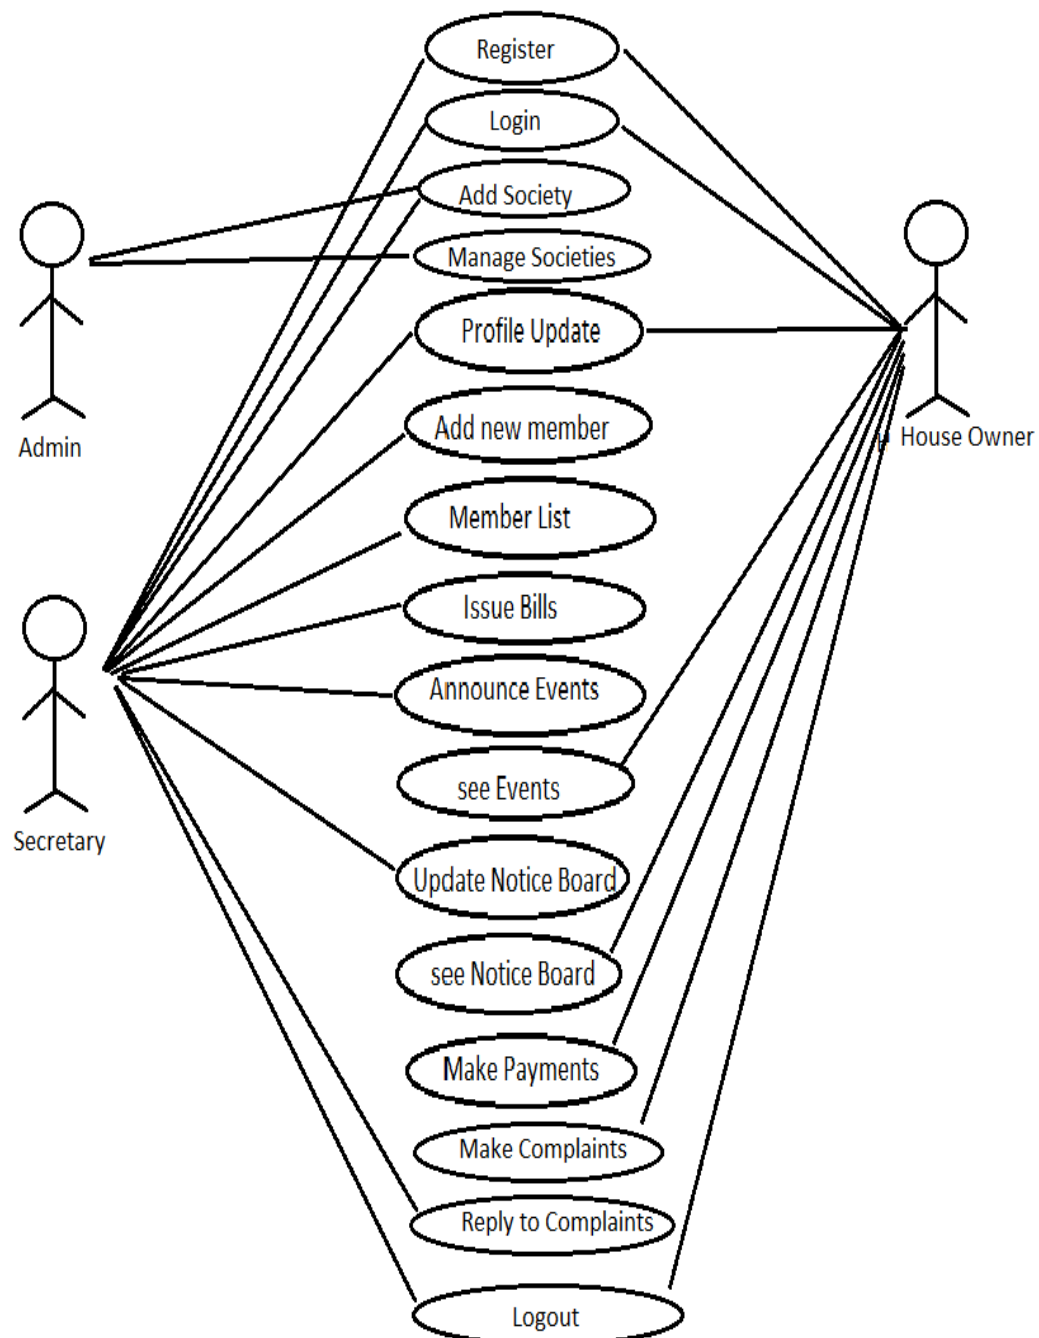 Register
Login
Add Society
Manage Societies
Profile Update
Admin
Add new member
House Owner
Member List
Issue Bills
Announce Events
see Events
Secretary
Update Notice Board
see Notice Board
Make Payments
Make Complaints
Reply to Complaints
Logout